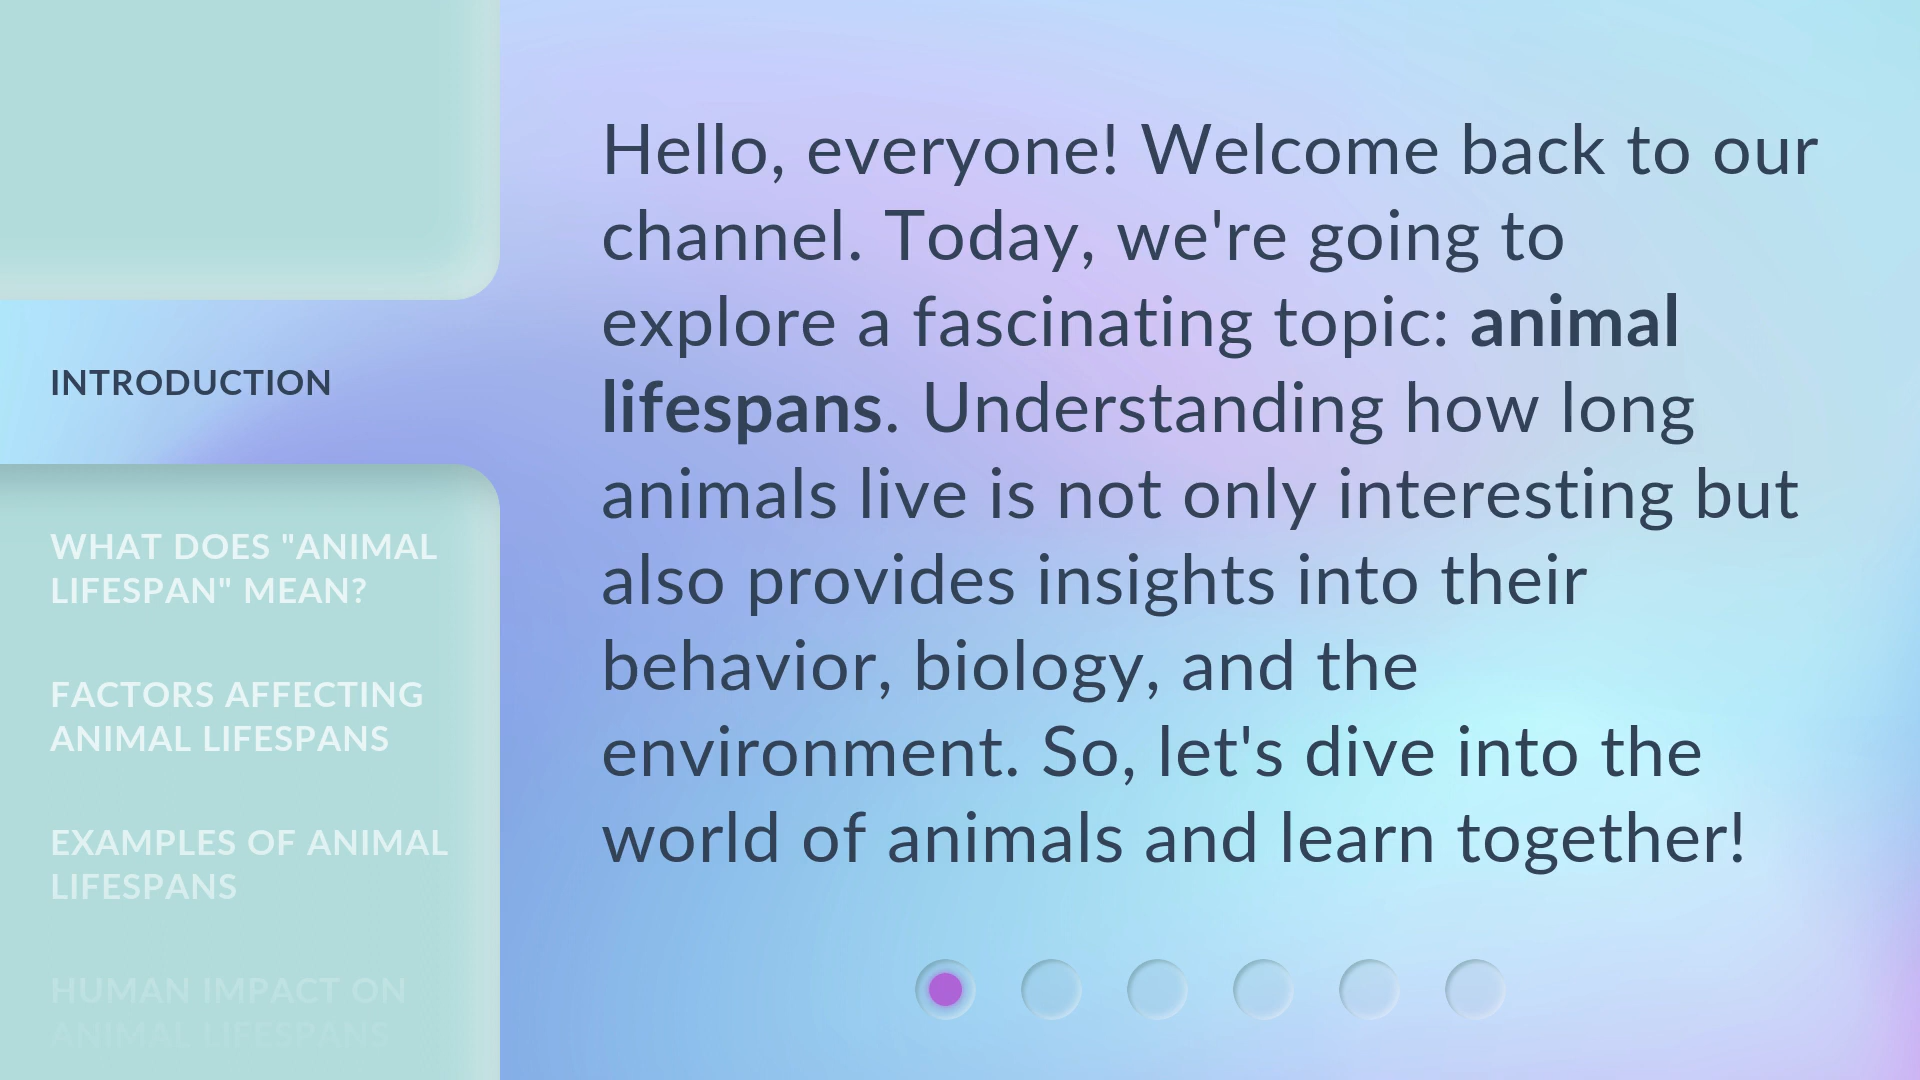 INTRODUCTION
WHAT DOES "ANIMAL
LIFESPAN" MEAN?
FACTORS AFFECTING
ANIMAL LIFESPANS
EXAMPLES OF ANIMAL
LIFESPANS
HUMAN IMPACT ON
ANIMAL LIFESPANS
Hello, everyone! Welcome back to our
channel. Today, we're going to
explore a fascinating topic: animal
lifespans. Understanding how long
animals live is not only interesting but
also provides insights into their
behavior, biology, and the
environment. So, let's dive into the
world of animals and learn together!